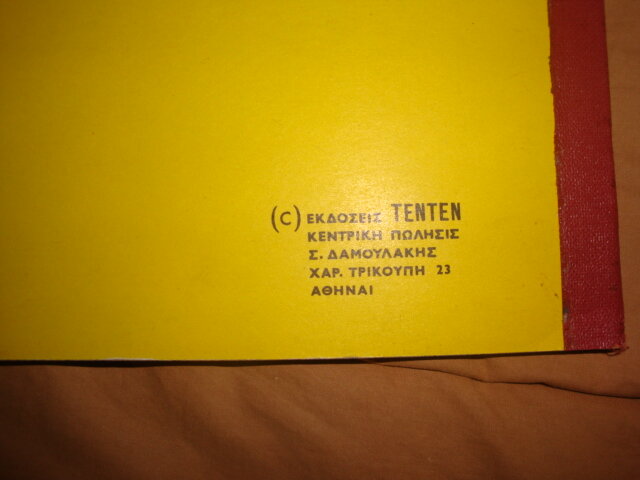 (C) ΕΚΔΟΣΕΙΣ ΤΕΝΤΕΝ
ΚΕΝΤΡΙΚΗ ΠΩΛΗΣΙΣ
Σ. ΔΑΜΟΥΛΑΚΗΣ
ΧΑΡ. ΤΡΙΚΟΥΠΗ 23
ΑΘΗΝΑΙ